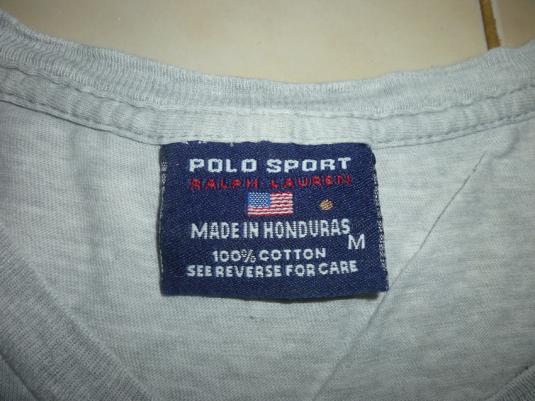 POLO SPORT
RALPH LAUREN
MADE IN HONDURAS
M
100% COTTON
SEE REVERSE FOR CARE